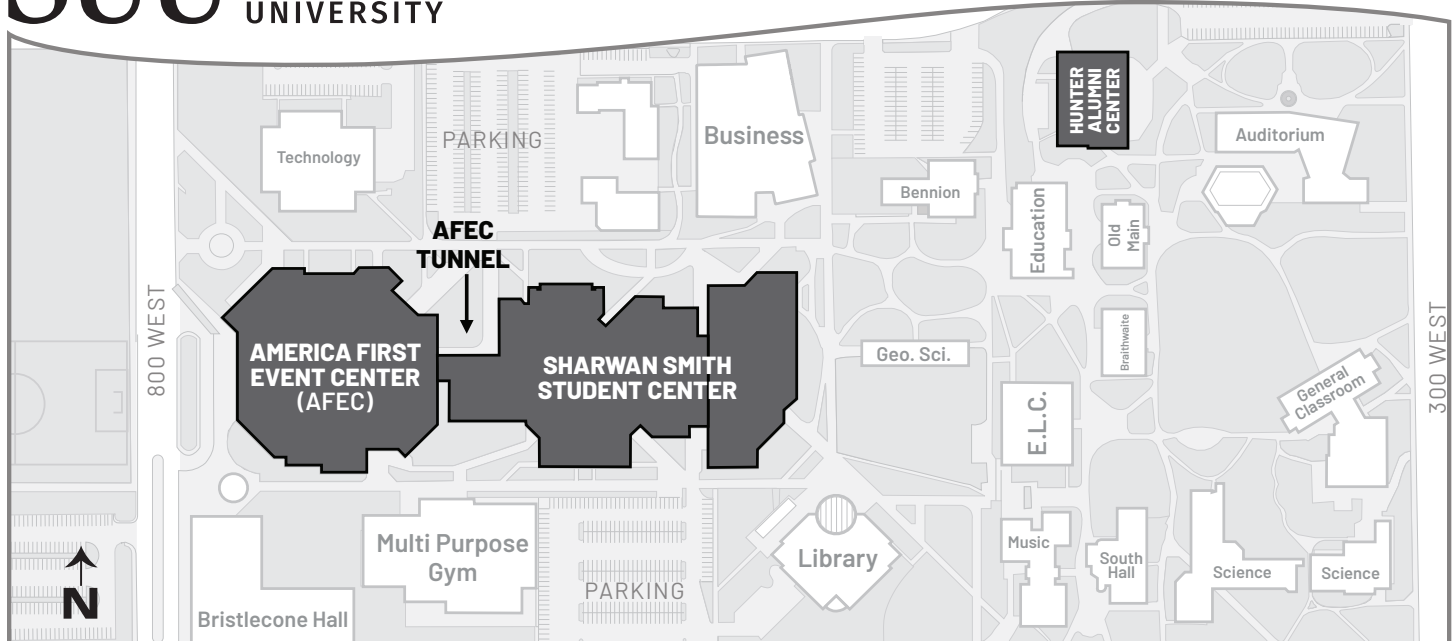 UNIVERSITY
HUNTER
ALUMNI
CENTER
PARKING
Business
Auditorium
Technology
Bennion
Education
Old
Main
AFEC
TUNNEL
800 WEST
300 WEST
AMERICA FIRST
EVENT CENTER
(AFEC)
SHARWAN SMITH
STUDENT CENTER
Geo. Sci.
Braithwaite
General
Classroom
E.L.C.
Multi Purpose
Gym
Library
Music
South
Hall
Science
Science
PARKING
N
Bristlecone Hall